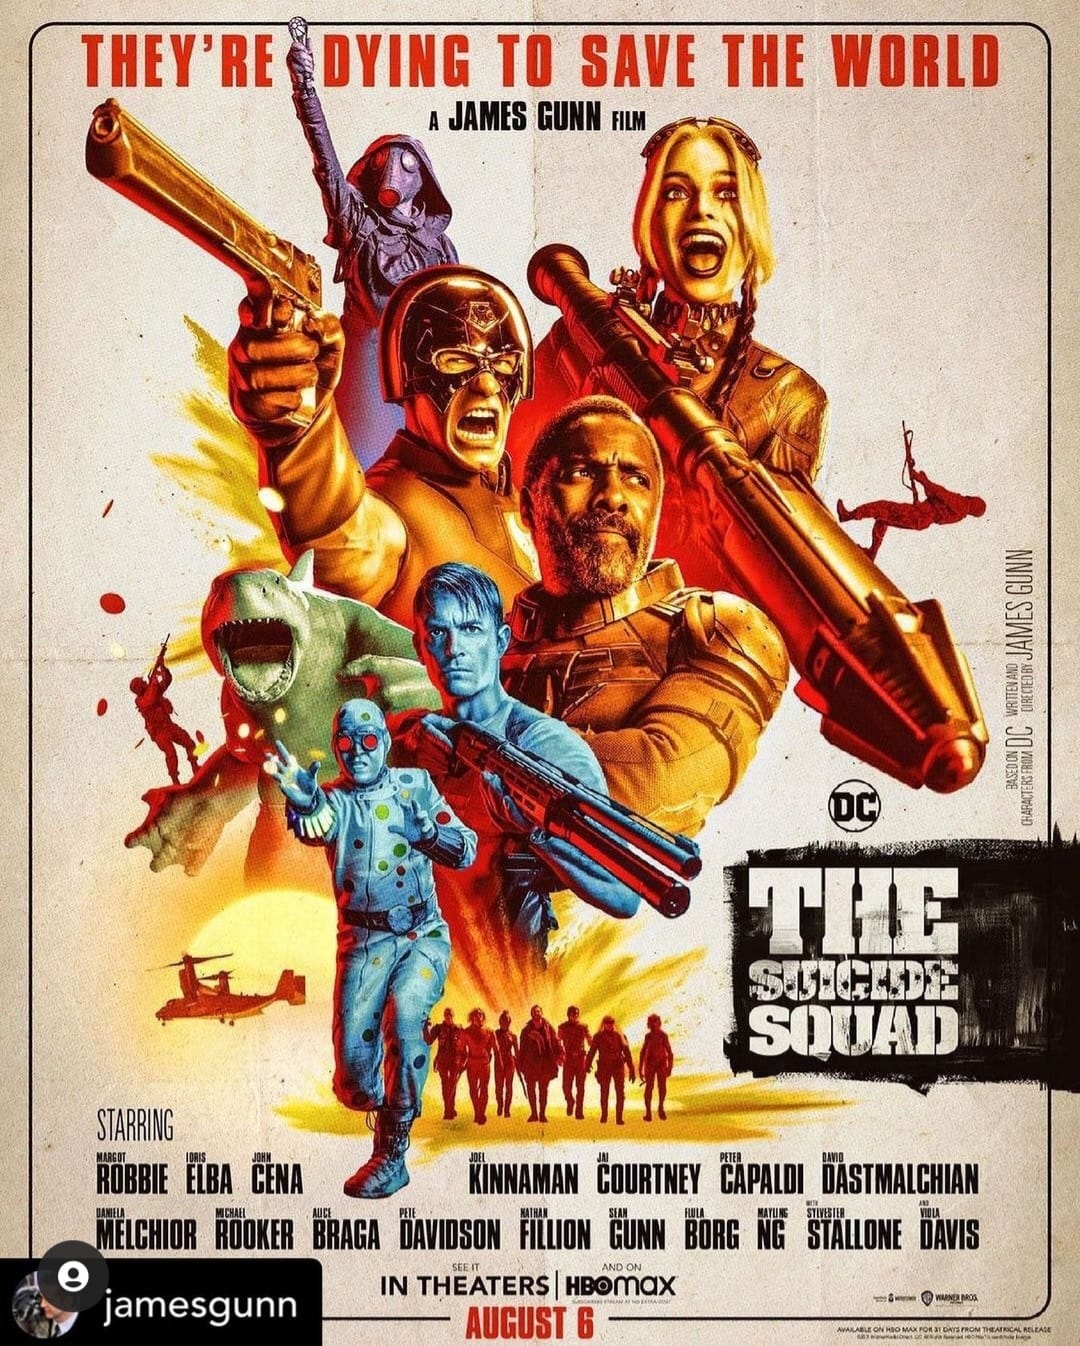 THEY'RE DYING TO SAVE THE WORLD
A JAMES GUNN FILM
BASED ON CHARACTERS FROM DC WRITTEN AND DIRECTED BY JAMES GUNN
DC
THE
SUICIDE
SQUAD
STARRING
MARGOT ROBBIE IDRIS ELBA JOHN CENA JOEL KINNAMAN JAI COURTNEY PETER CAPALDI DAVID DASTMALCHIAN
DANIELA MELCHIOR MICHAEL ROOKER ALICE BRAGA PETE DAVIDSON NATHAN FILLION SEAN GUNN FLULA BORG MAYLING NG WITH SYLVESTER STALLONE AND VIOLA DAVIS
SEE IT IN THEATERS | AND ON HBOmax
AUGUST 6
WARNER BROS.
AVAILABLE ON HBO MAX FOR 31 DAYS FROM THEATRICAL RELEASE
jamesgunn